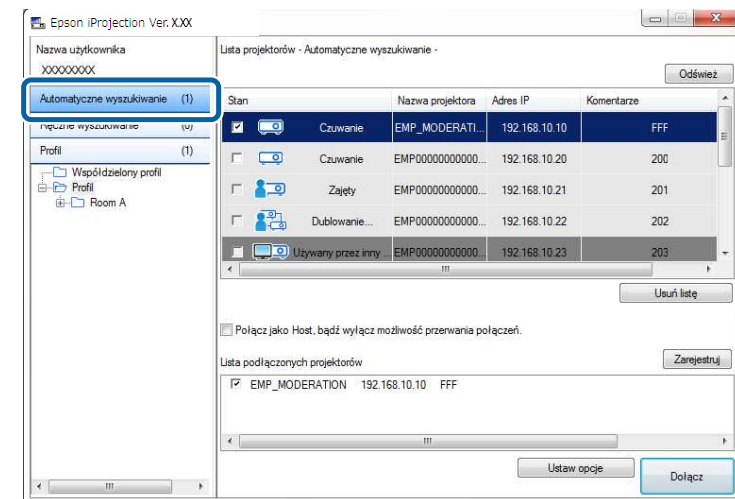 Epson iProjection Ver. X.XX
Nazwa użytkownika
XXXXXXXX
Automatyczne wyszukiwanie (1)
Ręczne wyszukiwanie (0)
Profil (1)
Współdzielony profil
Profil
Room A
Lista projektorów - Automatyczne wyszukiwanie -
Odśwież
Stan Nazwa projektora Adres IP Komentarze
Czuwanie EMP_MODERATI... 192.168.10.10 FFF
Czuwanie EMP00000000000... 192.168.10.20 200
Zajęty EMP00000000000... 192.168.10.21 201
Dublowanie... EMP00000000000... 192.168.10.22 202
Używany przez inny ... EMP00000000000... 192.168.10.23 203
Usuń listę
Połącz jako Host, bądź wyłącz możliwość przerwania połączeń.
Lista podłączonych projektorów
Zarejestruj
EMP_MODERATION 192.168.10.10 FFF
Ustaw opcje
Dołącz